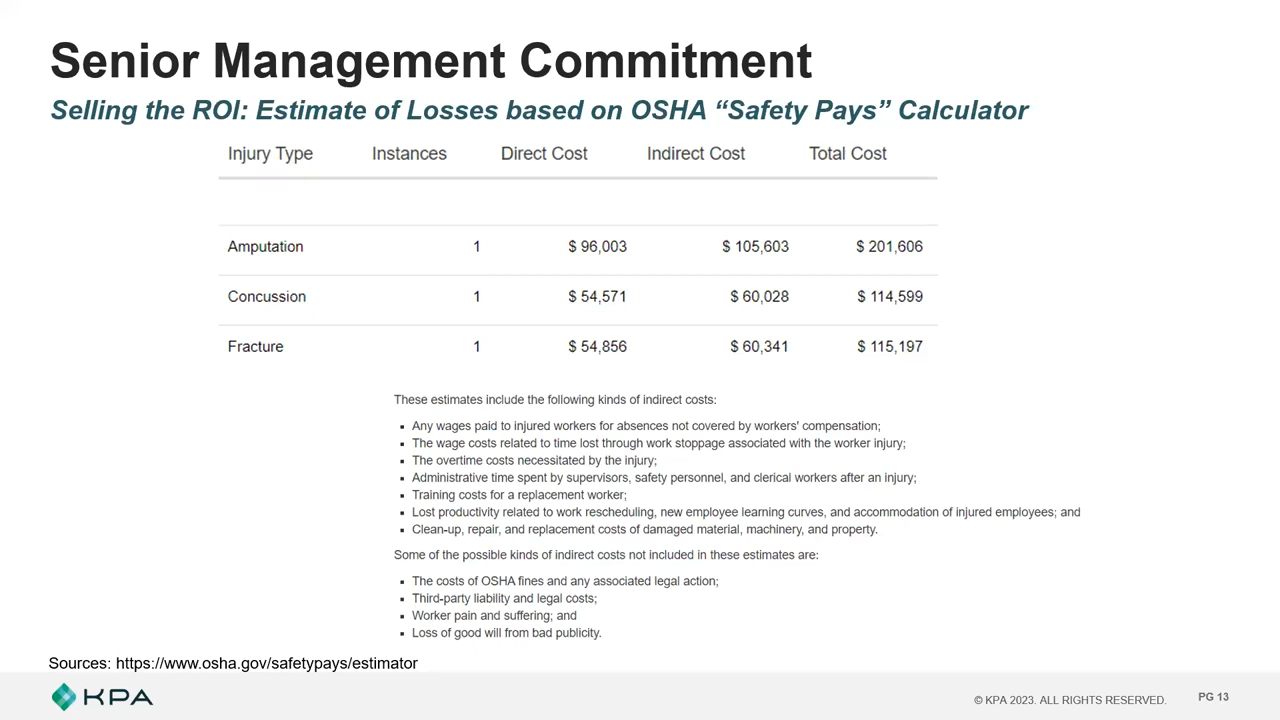 Senior Management Commitment
Selling the ROI: Estimate of Losses based on OSHA “Safety Pays” Calculator
Injury Type Instances Direct Cost Indirect Cost Total Cost
Amputation 1 $ 96,003 $ 105,603 $ 201,606
Concussion 1 $ 54,571 $ 60,028 $ 114,599
Fracture 1 $ 54,856 $ 60,341 $ 115,197
These estimates include the following kinds of indirect costs:
▪ Any wages paid to injured workers for absences not covered by workers' compensation;
▪ The wage costs related to time lost through work stoppage associated with the worker injury;
▪ The overtime costs necessitated by the injury;
▪ Administrative time spent by supervisors, safety personnel, and clerical workers after an injury;
▪ Training costs for a replacement worker;
▪ Lost productivity related to work rescheduling, new employee learning curves, and accommodation of injured employees; and
▪ Clean-up, repair, and replacement costs of damaged material, machinery, and property.
Some of the possible kinds of indirect costs not included in these estimates are:
▪ The costs of OSHA fines and any associated legal action;
▪ Third-party liability and legal costs;
▪ Worker pain and suffering; and
▪ Loss of good will from bad publicity.
Sources: https://www.osha.gov/safetypays/estimator
KPA
© KPA 2023. ALL RIGHTS RESERVED. PG 13